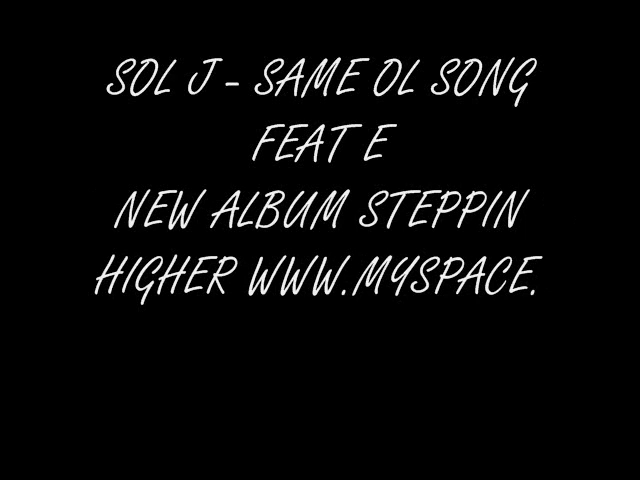 SOL J - SAME OL SONG
FEAT E
NEW ALBUM STEPPIN
HIGHER WWW.MYSPACE.